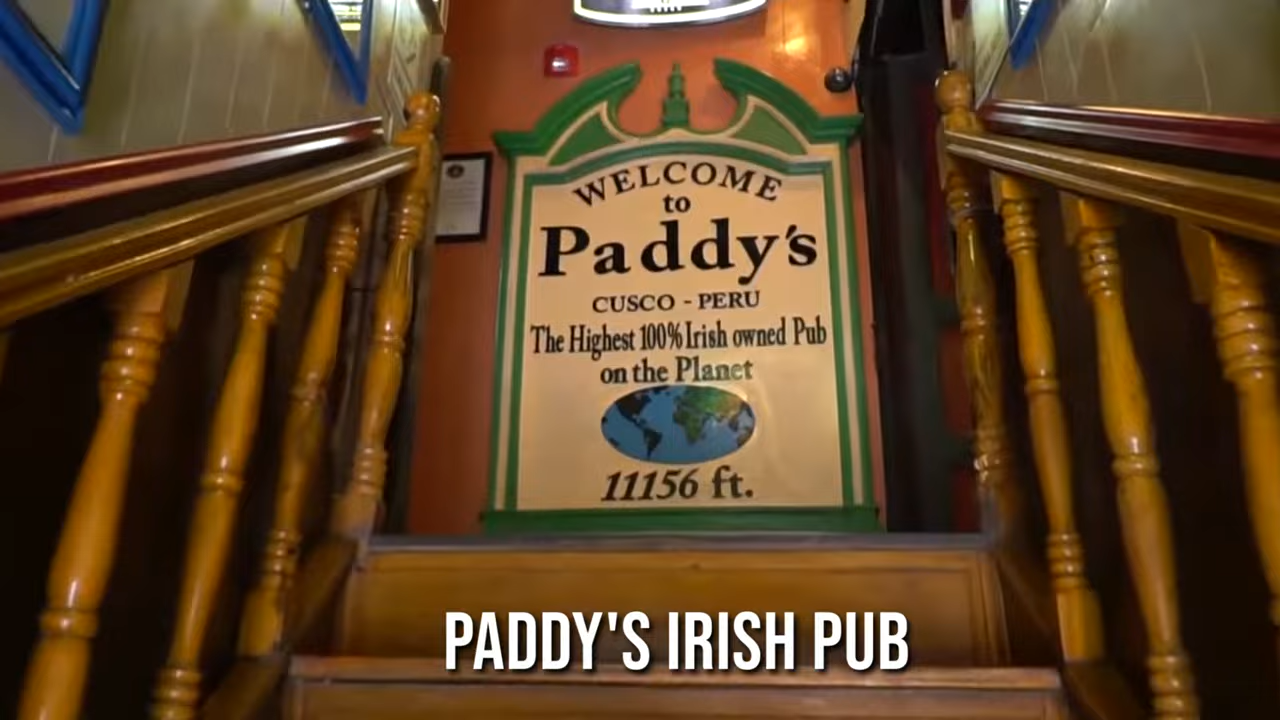 WELCOME
to
Paddy's
CUSCO - PERU
The Highest 100% Irish owned Pub
on the Planet
11156 ft.
PADDY'S IRISH PUB